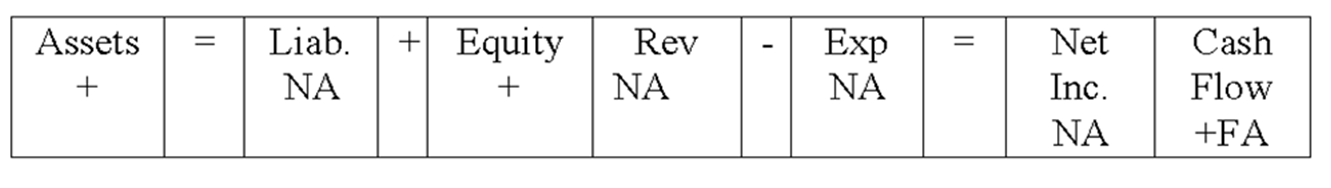 Assets = Liab. + Equity Rev - Exp = Net Cash
+ NA + NA NA Inc. Flow
NA +FA